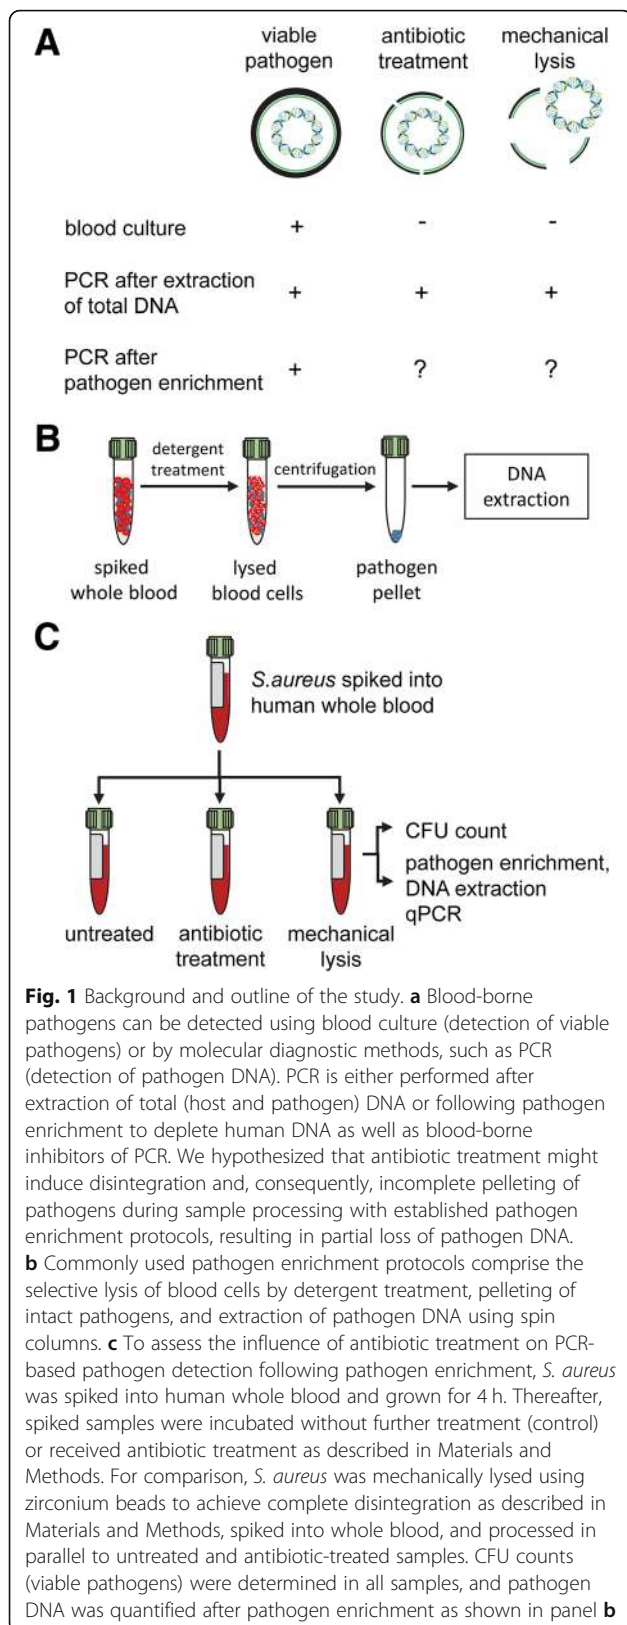 A
viable
pathogen
antibiotic
treatment
mechanical
lysis
blood culture
+
-
-
PCR after extraction
of total DNA
+
+
+
PCR after
pathogen enrichment
+
?
?
B
detergent
treatment
centrifugation
DNA
extraction
spiked
whole blood
lysed
blood cells
pathogen
pellet
C
S.aureus spiked into
human whole blood
CFU count
pathogen enrichment,
DNA extraction
qPCR
untreated
antibiotic
treatment
mechanical
lysis
Fig. 1 Background and outline of the study. a Blood-borne
pathogens can be detected using blood culture (detection of viable
pathogens) or by molecular diagnostic methods, such as PCR
(detection of pathogen DNA). PCR is either performed after
extraction of total (host and pathogen) DNA or following pathogen
enrichment to deplete human DNA as well as blood-borne
inhibitors of PCR. We hypothesized that antibiotic treatment might
induce disintegration and, consequently, incomplete pelleting of
pathogens during sample processing with established pathogen
enrichment protocols, resulting in partial loss of pathogen DNA.
b Commonly used pathogen enrichment protocols comprise the
selective lysis of blood cells by detergent treatment, pelleting of
intact pathogens, and extraction of pathogen DNA using spin
columns. c To assess the influence of antibiotic treatment on PCR-
based pathogen detection following pathogen enrichment, S. aureus
was spiked into human whole blood and grown for 4 h. Thereafter,
spiked samples were incubated without further treatment (control)
or received antibiotic treatment as described in Materials and
Methods. For comparison, S. aureus was mechanically lysed using
zirconium beads to achieve complete disintegration as described in
Materials and Methods, spiked into whole blood, and processed in
parallel to untreated and antibiotic-treated samples. CFU counts
(viable pathogens) were determined in all samples, and pathogen
DNA was quantified after pathogen enrichment as shown in panel b